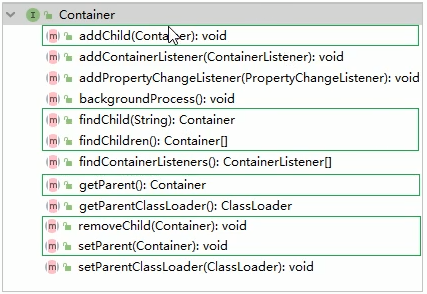 Container
addChild(Container): void
addContainerListener(ContainerListener): void
addPropertyChangeListener(PropertyChangeListener): void
backgroundProcess(): void
findChild(String): Container
findChildren(): Container[]
findContainerListeners(): ContainerListener[]
getParent(): Container
getParentClassLoader(): ClassLoader
removeChild(Container): void
setParent(Container): void
setParentClassLoader(ClassLoader): void